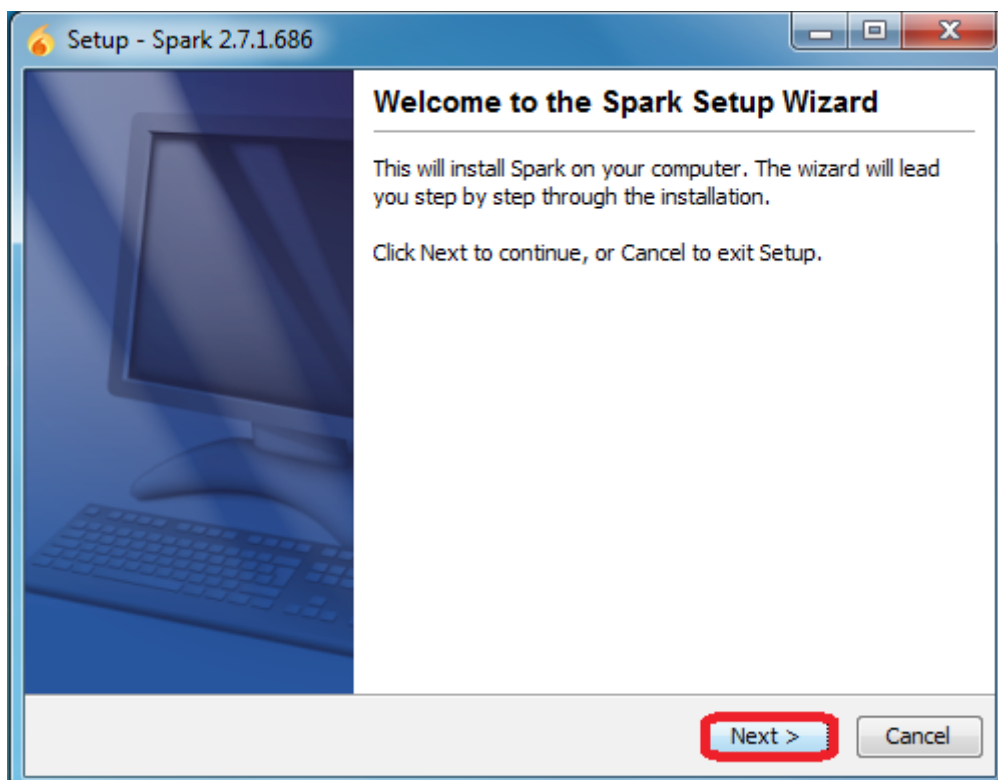 Setup - Spark 2.7.1.686
Welcome to the Spark Setup Wizard
This will install Spark on your computer. The wizard will lead
you step by step through the installation.
Click Next to continue, or Cancel to exit Setup.
Next >
Cancel